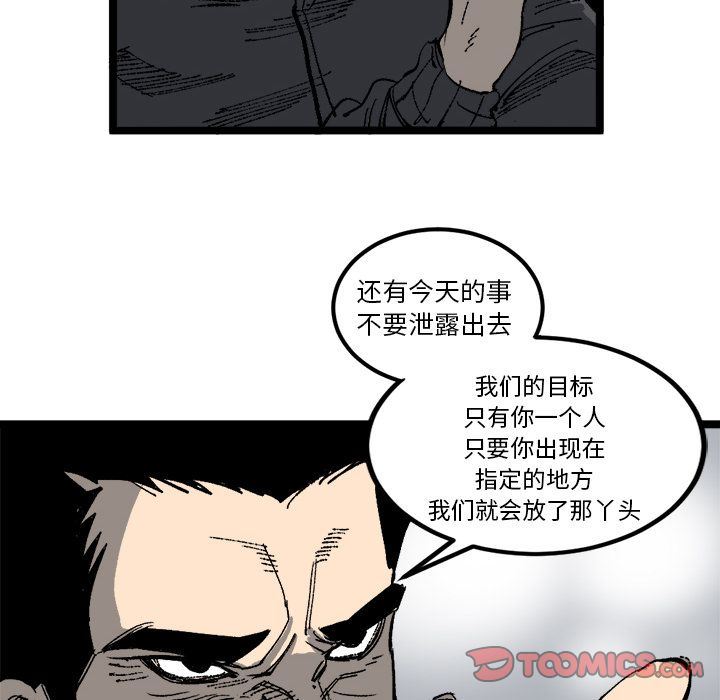 还有今天的事
不要泄露出去
我们的目标
只有你一个人
只要你出现在
指定的地方
我们就会放了那丫头
TOOMICS.COM